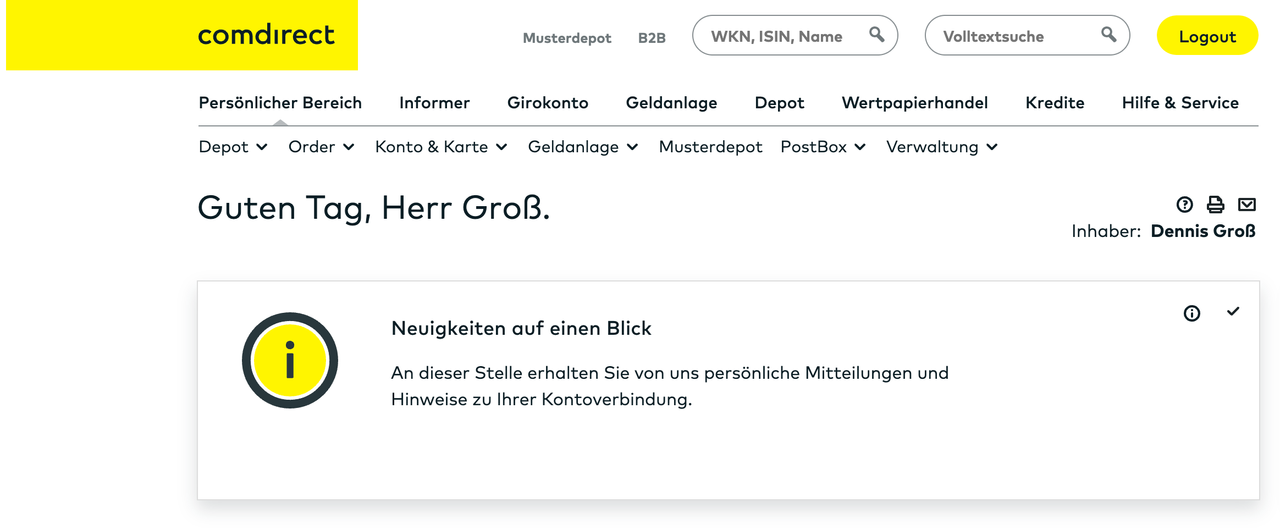 comdirect
Musterdepot B2B WKN, ISIN, Name Volltextsuche Logout
Persönlicher Bereich Informer Girokonto Geldanlage Depot Wertpapierhandel Kredite Hilfe & Service
Depot Order Konto & Karte Geldanlage Musterdepot PostBox Verwaltung
Guten Tag, Herr Groß.
Inhaber: Dennis Groß
Neuigkeiten auf einen Blick
An dieser Stelle erhalten Sie von uns persönliche Mitteilungen und
Hinweise zu Ihrer Kontoverbindung.